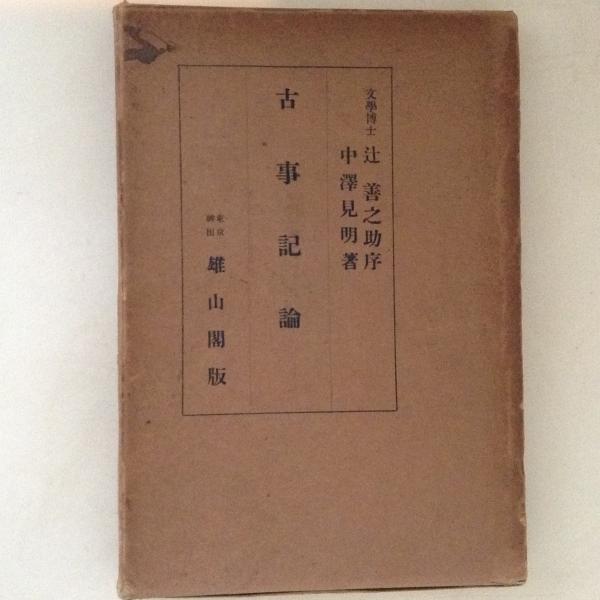 文學博士 辻 善之助序
中澤見明著
古事記論
東京
神田
雄山閣版